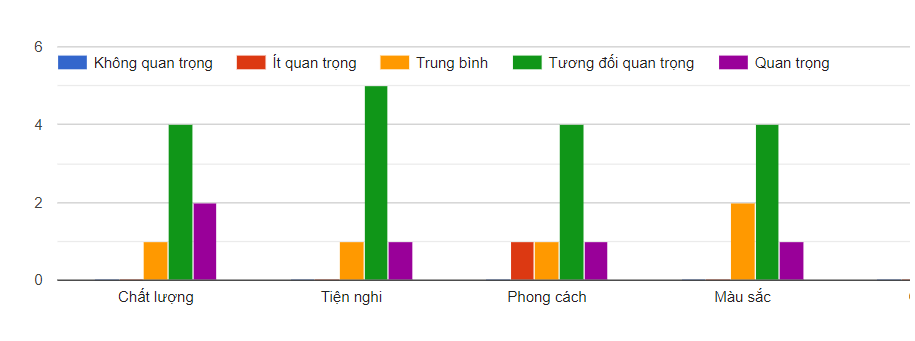 6
Không quan trọng Ít quan trọng Trung bình Tương đối quan trọng Quan trọng
4
2
0
Chất lượng Tiện nghi Phong cách Màu sắc